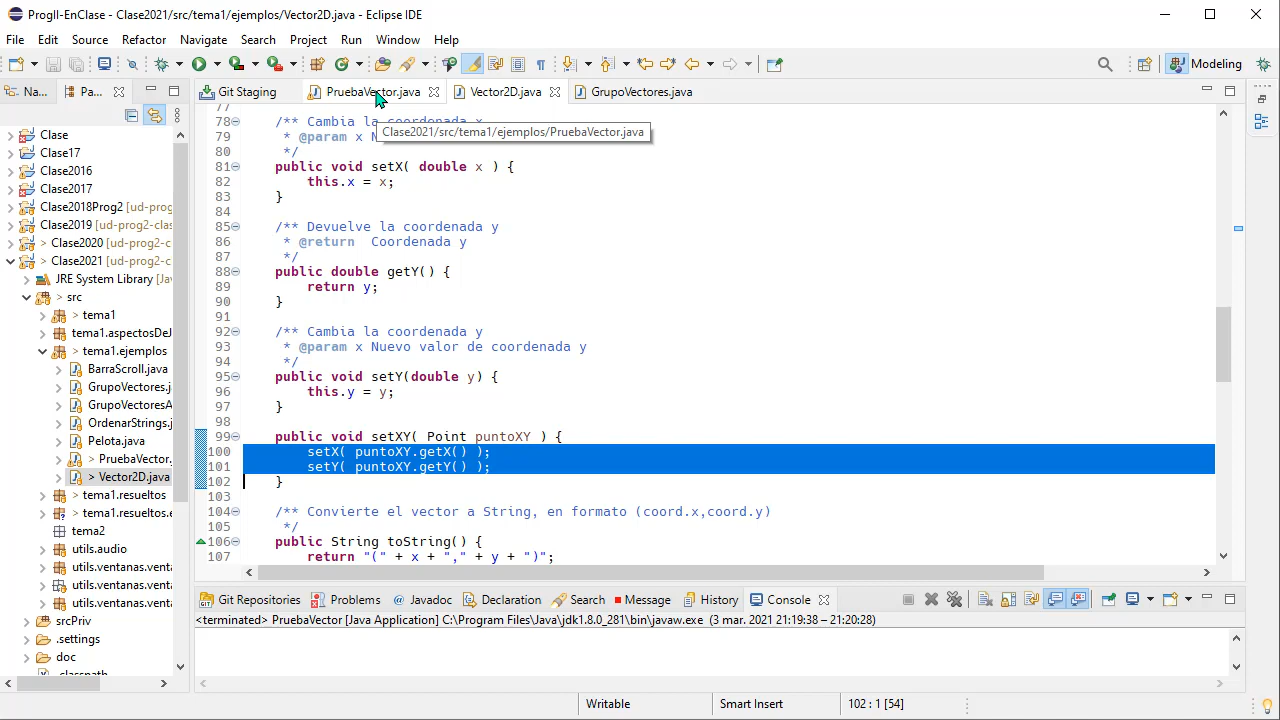 ProgII-EnClase - Clase2021/src/tema1/ejemplos/Vector2D.java - Eclipse IDE
File Edit Source Refactor Navigate Search Project Run Window Help
Modeling
Na... Pa...
Git Staging PruebaVector.java Vector2D.java GrupoVectores.java
Clase2021/src/tema1/ejemplos/PruebaVector.java
Clase
Clase17
Clase2016
Clase2017
Clase2018Prog2 [ud-prog
Clase2019 [ud-prog2-clas
> Clase2020 [ud-prog2-c
> Clase2021 [ud-prog2-c
JRE System Library [Jav
> src
> tema1
tema1.aspectosDeJ
> tema1.ejemplos
BarraScroll.java
GrupoVectores.j
GrupoVectoresA
OrdenarStrings.j
Pelota.java
> PruebaVector.
> Vector2D.java
> tema1.resueltos
> tema1.resueltos.e
tema2
utils.audio
utils.ventanas.venta
utils.ventanas.venta
utils.ventanas.venta
srcPriv
> .settings
doc
.classpath
77
78 /** Cambia la coordenada x
79 * @param x N
80 */
81 public void setX( double x ) {
82 this.x = x;
83 }
84
85 /** Devuelve la coordenada y
86 * @return Coordenada y
87 */
88 public double getY() {
89 return y;
90 }
91
92 /** Cambia la coordenada y
93 * @param x Nuevo valor de coordenada y
94 */
95 public void setY(double y) {
96 this.y = y;
97 }
98
99 public void setXY( Point puntoXY ) {
100 setX( puntoXY.getX() );
101 setY( puntoXY.getY() );
102 }
103
104 /** Convierte el vector a String, en formato (coord.x,coord.y)
105 */
106 public String toString() {
107 return "(" + x + "," + y + ")";
Git Repositories Problems Javadoc Declaration Search Message History Console
<terminated> PruebaVector [Java Application] C:\Program Files\Java\jdk1.8.0_281\bin\javaw.exe (3 mar. 2021 21:19:38 – 21:20:28)
Writable Smart Insert 102 : 1 [54]